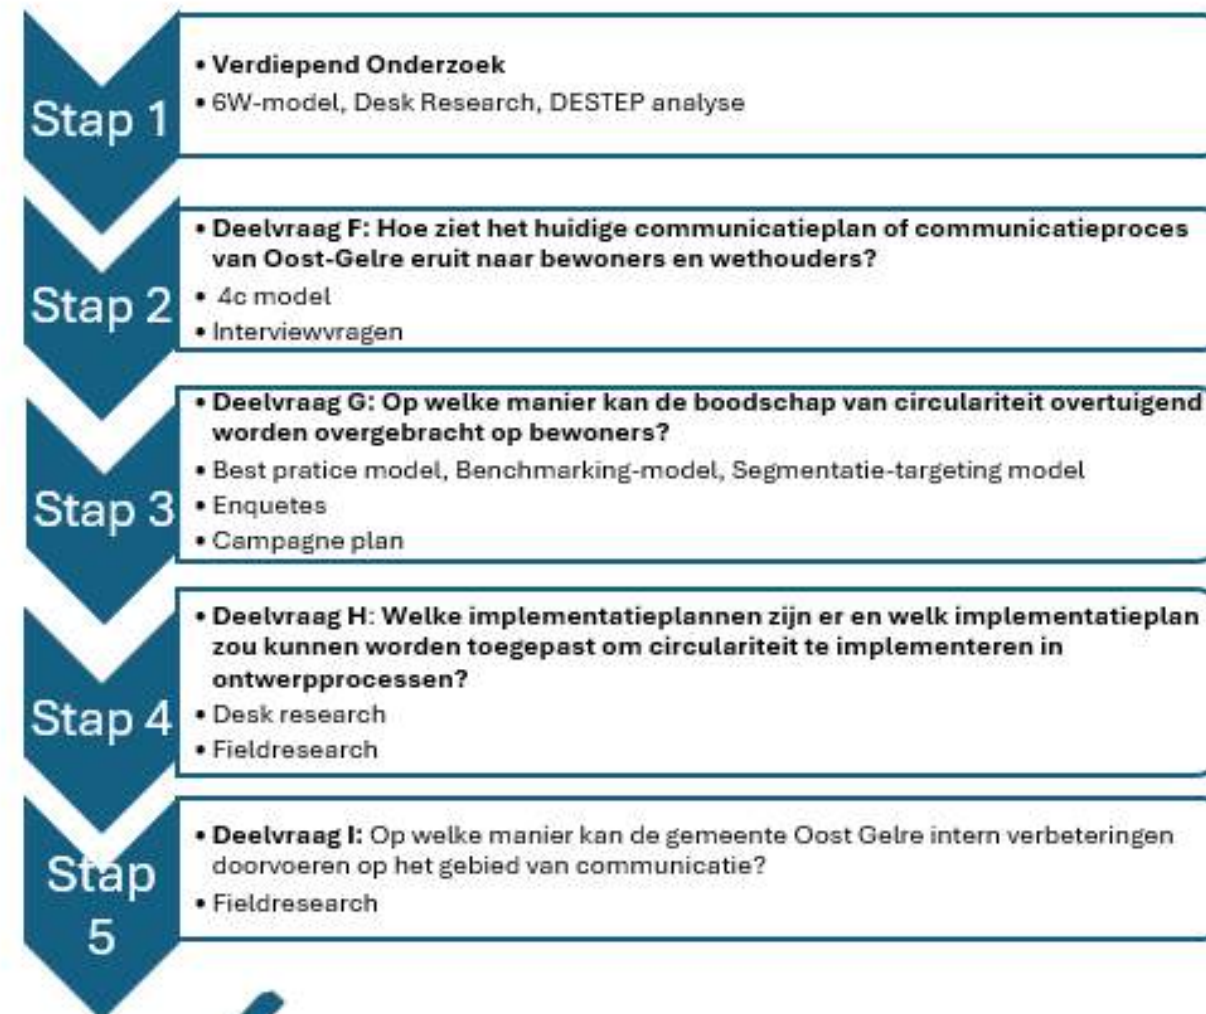 Stap 1
• Verdiepend Onderzoek
• 6W-model, Desk Research, DESTEP analyse
Stap 2
• Deelvraag F: Hoe ziet het huidige communicatieplan of communicatieproces
van Oost-Gelre eruit naar bewoners en wethouders?
• 4c model
• Interviewvragen
Stap 3
• Deelvraag G: Op welke manier kan de boodschap van circulariteit overtuigend
worden overgebracht op bewoners?
• Best pratice model, Benchmarking-model, Segmentatie-targeting model
• Enquetes
• Campagne plan
Stap 4
• Deelvraag H: Welke implementatieplannen zijn er en welk implementatieplan
zou kunnen worden toegepast om circulariteit te implementeren in
ontwerpprocessen?
• Desk research
• Fieldresearch
Stap
5
• Deelvraag I: Op welke manier kan de gemeente Oost Gelre intern verbeteringen
doorvoeren op het gebied van communicatie?
• Fieldresearch